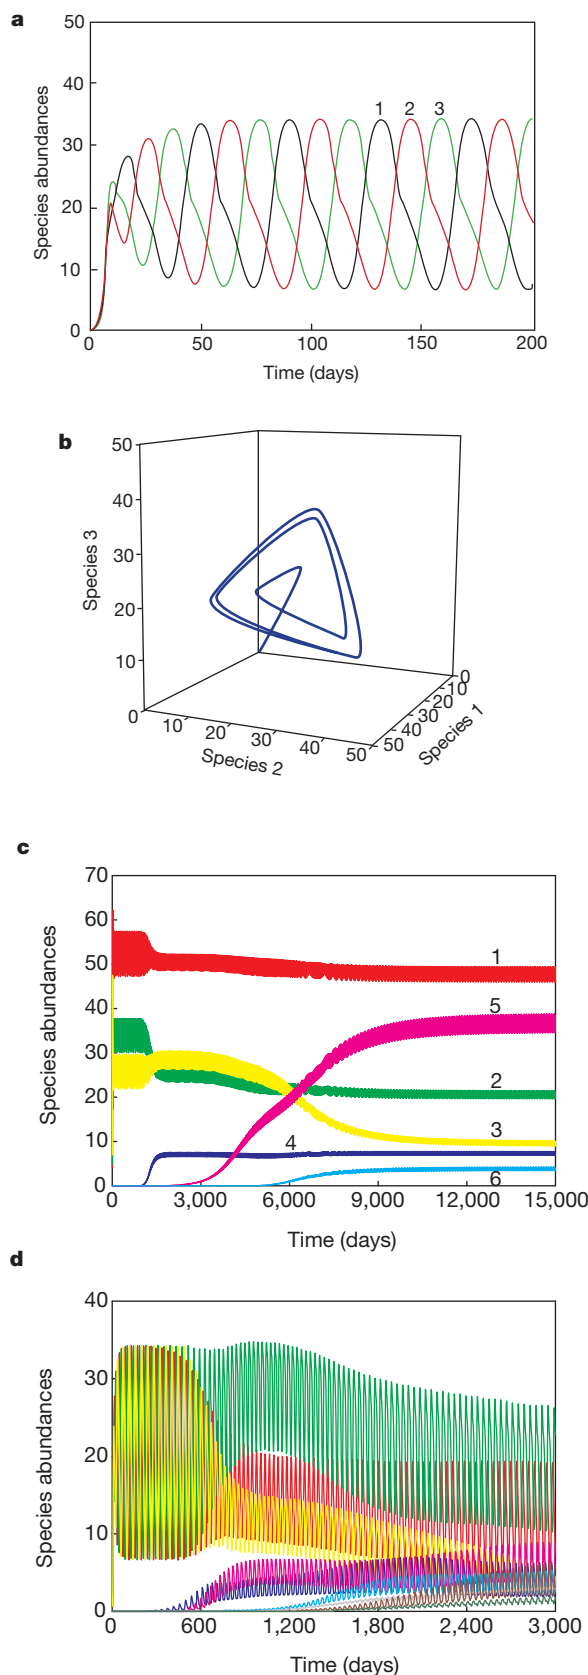 a
50
40
30
20
10
0
Species abundances
1 2 3
0 50 100 150 200
Time (days)
b
50
40
30
20
10
0
Species 3
10 20 30 40 50
Species 2
0
10
20
30
40
50
Species 1
c
70
60
50
40
30
20
10
0
Species abundances
1
5
2
3
4
6
0 3,000 6,000 9,000 12,000 15,000
Time (days)
d
40
30
20
10
0
Species abundances
0 600 1,200 1,800 2,400 3,000
Time (days)